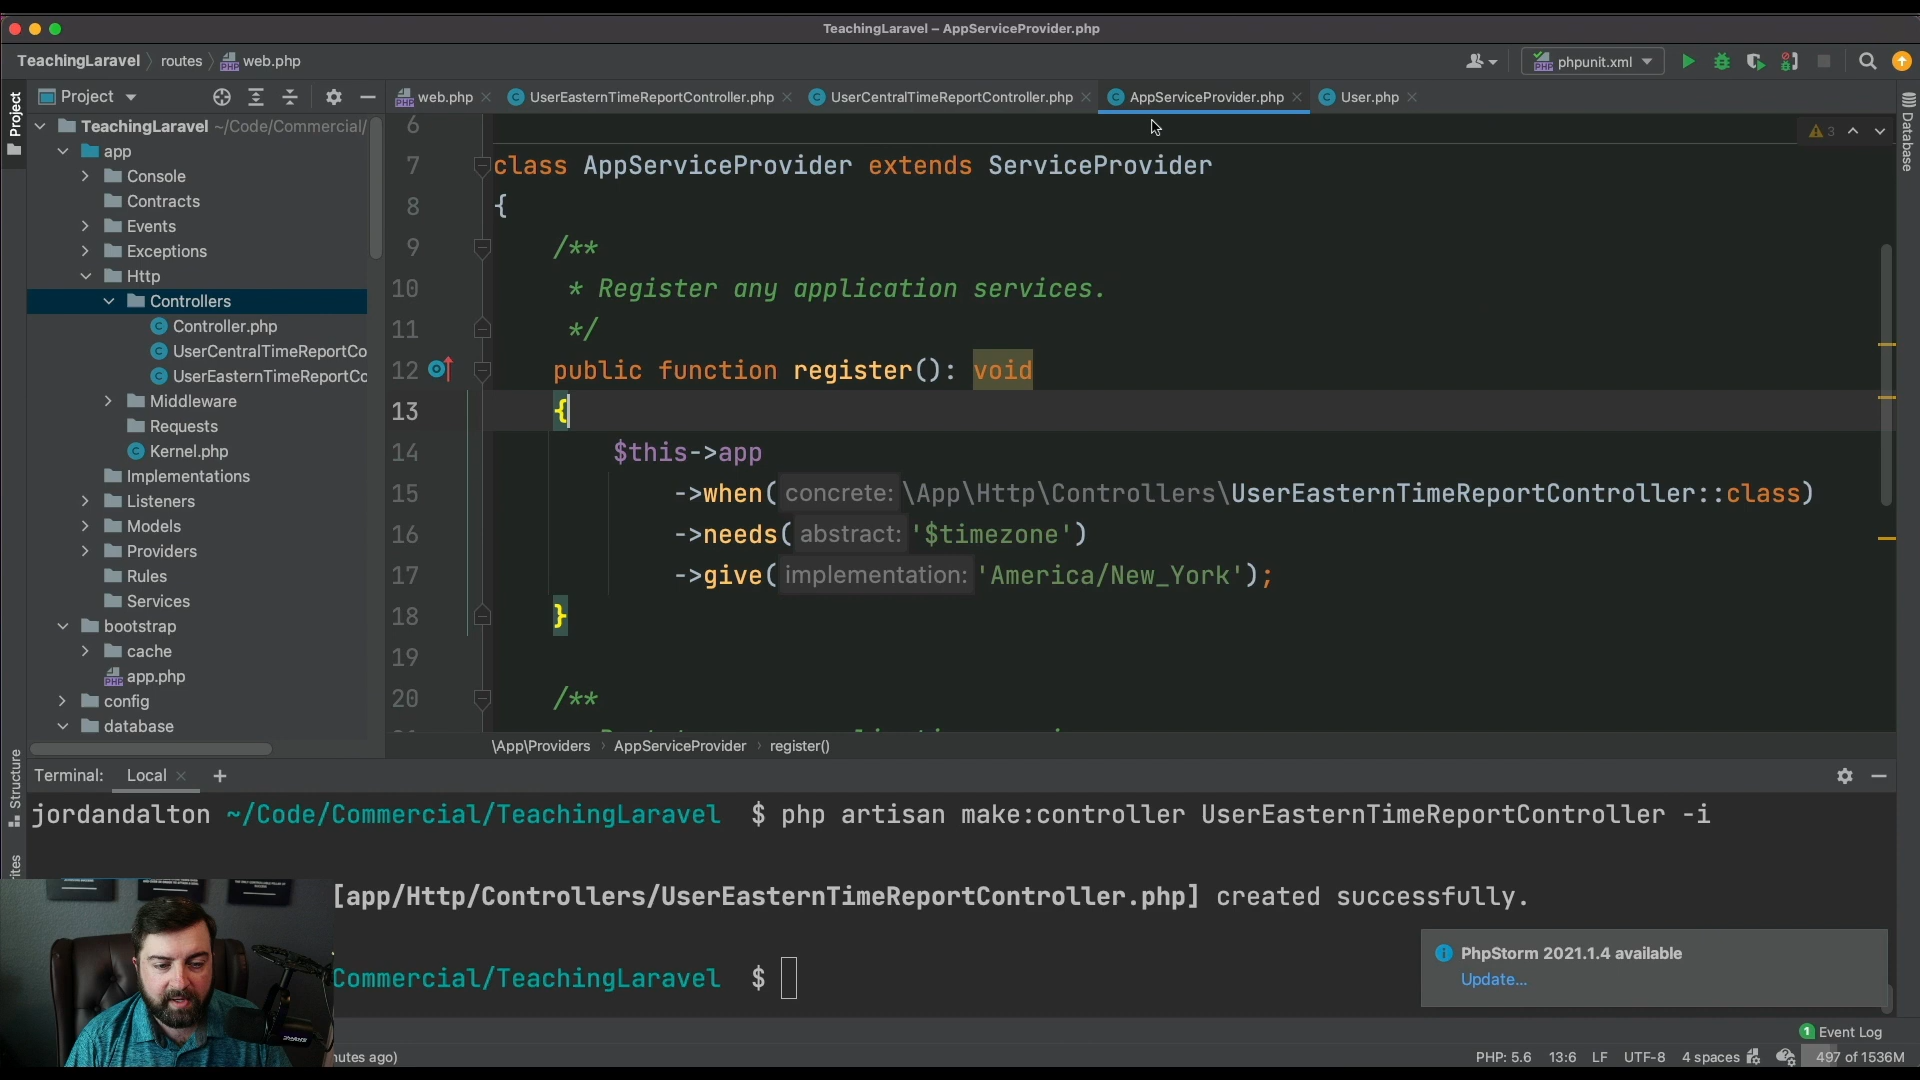 TeachingLaravel – AppServiceProvider.php
TeachingLaravel routes web.php
phpunit.xml
Project
web.php UserEasternTimeReportController.php UserCentralTimeReportController.php AppServiceProvider.php User.php
Project
Database
TeachingLaravel ~/Code/Commercial/
app
Console
Contracts
Events
Exceptions
Http
Controllers
Controller.php
UserCentralTimeReportCo
UserEasternTimeReportCo
Middleware
Requests
Kernel.php
Implementations
Listeners
Models
Providers
Rules
Services
bootstrap
cache
app.php
config
database
3
6
7 class AppServiceProvider extends ServiceProvider
8 {
9 /**
10 * Register any application services.
11 */
12 public function register(): void
13 {
14 $this->app
15 ->when( concrete: \App\Http\Controllers\UserEasternTimeReportController::class)
16 ->needs( abstract: '$timezone')
17 ->give( implementation: 'America/New_York');
18 }
19
20 /**
\App\Providers AppServiceProvider register()
Structure
Terminal: Local +
jordandalton ~/Code/Commercial/TeachingLaravel $ php artisan make:controller UserEasternTimeReportController -i
[app/Http/Controllers/UserEasternTimeReportController.php] created successfully.
Commercial/TeachingLaravel $
PhpStorm 2021.1.4 available
Update...
1 Event Log
nutes ago)
PHP: 5.6 13:6 LF UTF-8 4 spaces 497 of 1536M